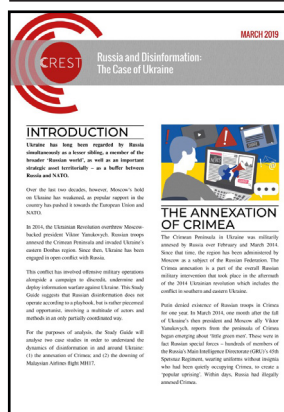 MARCH 2019
CREST
Russia and Disinformation:
The Case of Ukraine
INTRODUCTION
Ukraine has long been regarded by Russia
simultaneously as a lesser sibling, a member of the
broader ‘Russian world’, as well as an important
strategic asset territorially – as a buffer between
Russia and NATO.
Over the last two decades, however, Moscow’s hold
on Ukraine has weakened, as popular support in the
country has pushed it towards the European Union and
NATO.
In 2014, the Ukrainian Revolution overthrew Moscow-
backed president Viktor Yanukovych. Russian troops
annexed the Crimean Peninsula and invaded Ukraine’s
eastern Donbas region. Since then, Ukraine has been
engaged in open conflict with Russia.
This conflict has involved offensive military operations
alongside a campaign to discredit, undermine and
deploy information warfare against Ukraine. This Study
Guide suggests that Russian disinformation does not
operate according to a playbook, but is rather piecemeal
and opportunistic, involving a multitude of actors and
methods in an only partially coordinated way.
For the purposes of analysis, the Study Guide will
analyse two case studies in order to understand the
dynamics of disinformation in and around Ukraine:
(1) the annexation of Crimea; and (2) the downing of
Malaysian Airlines flight MH17.
THE ANNEXATION
OF CRIMEA
The Crimean Peninsula in Ukraine was militarily
annexed by Russia over February and March 2014.
Since that time, the region has been administered by
Moscow as a subject of the Russian Federation. The
Crimea annexation is a part of the overall Russian
military intervention that took place in the aftermath
of the 2014 Ukrainian revolution which includes the
conflict in southern and eastern Ukraine.
Putin denied existence of Russian troops in Crimea
for one year. In March 2014, one month after the fall
of Ukraine’s then president and Moscow ally Viktor
Yanukovych, reports from the peninsula of Crimea
began emerging about ‘little green men’. These were in
fact Russian special forces – hundreds of members of
the Russia’s Main Intelligence Directorate (GRU)’s 45th
Spetsnaz Regiment, wearing uniforms without insignia
who had been quietly occupying Crimea, to create a
‘popular uprising’. Within days, Russia had illegally
annexed Crimea.